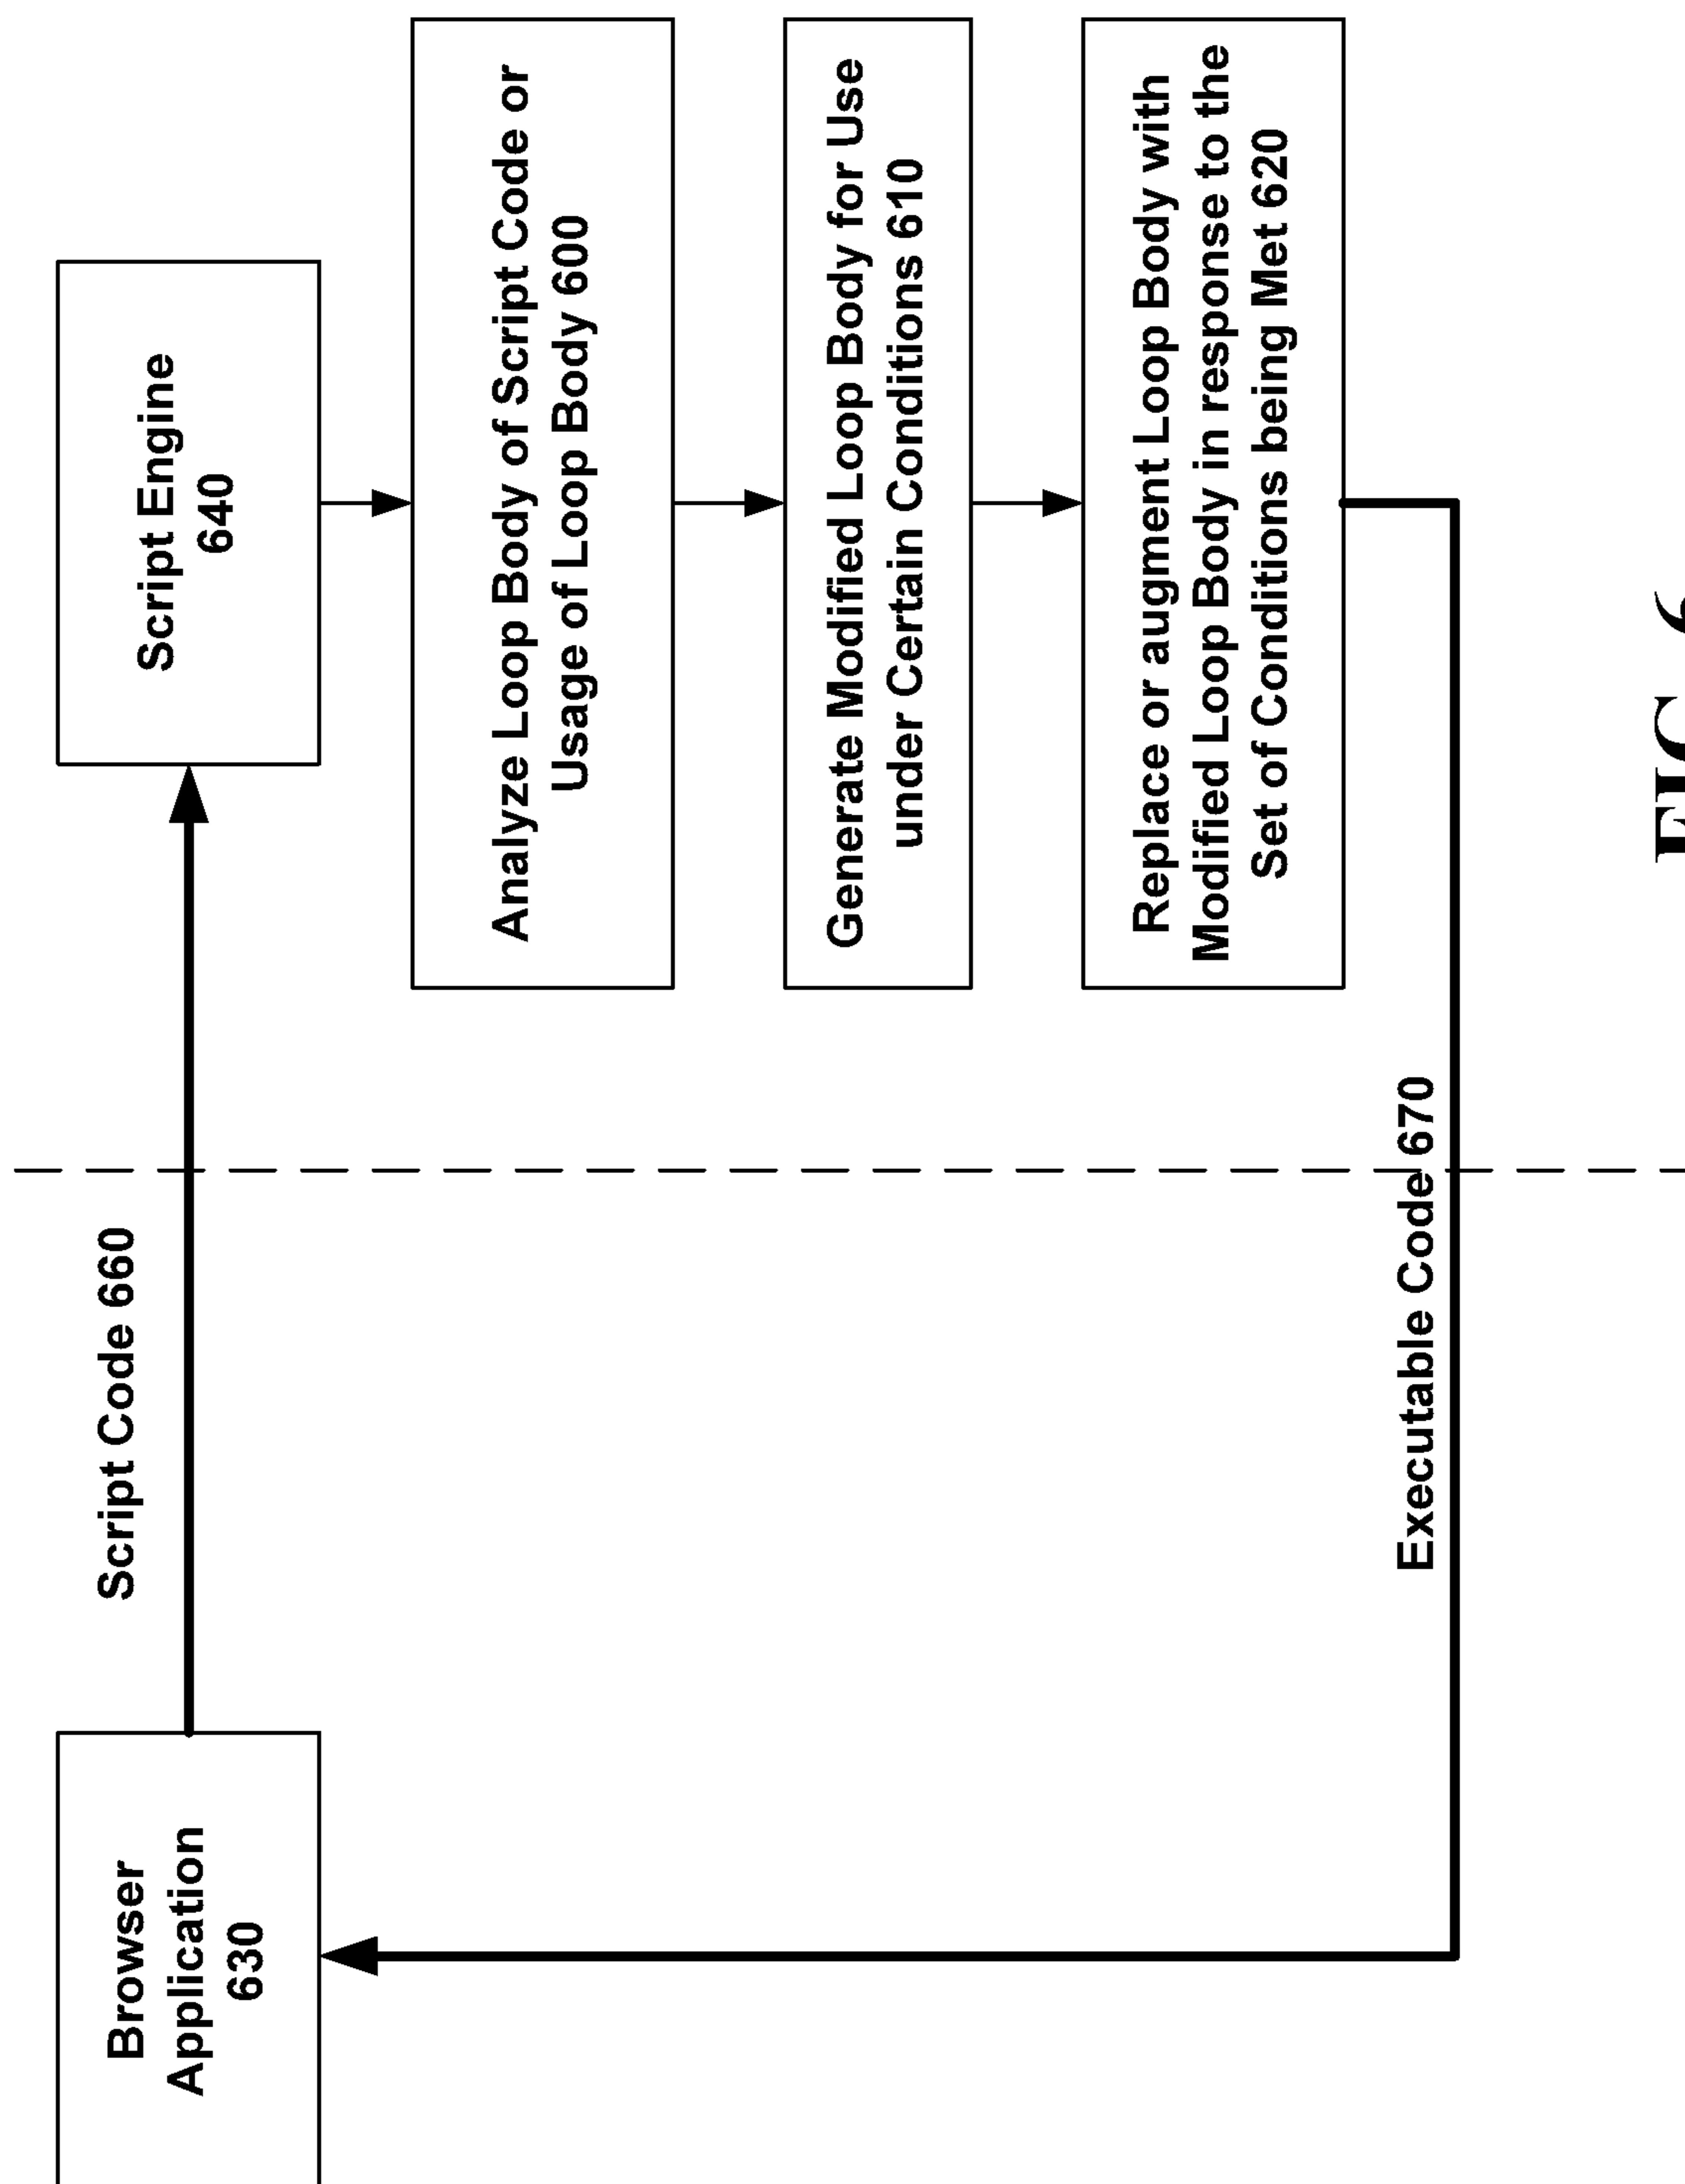 Browser
Application
630
Script Code 660
Script Engine
640
Analyze Loop Body of Script Code or
Usage of Loop Body 600
Generate Modified Loop Body for Use
under Certain Conditions 610
Replace or augment Loop Body with
Modified Loop Body in response to the
Set of Conditions being Met 620
Executable Code 670